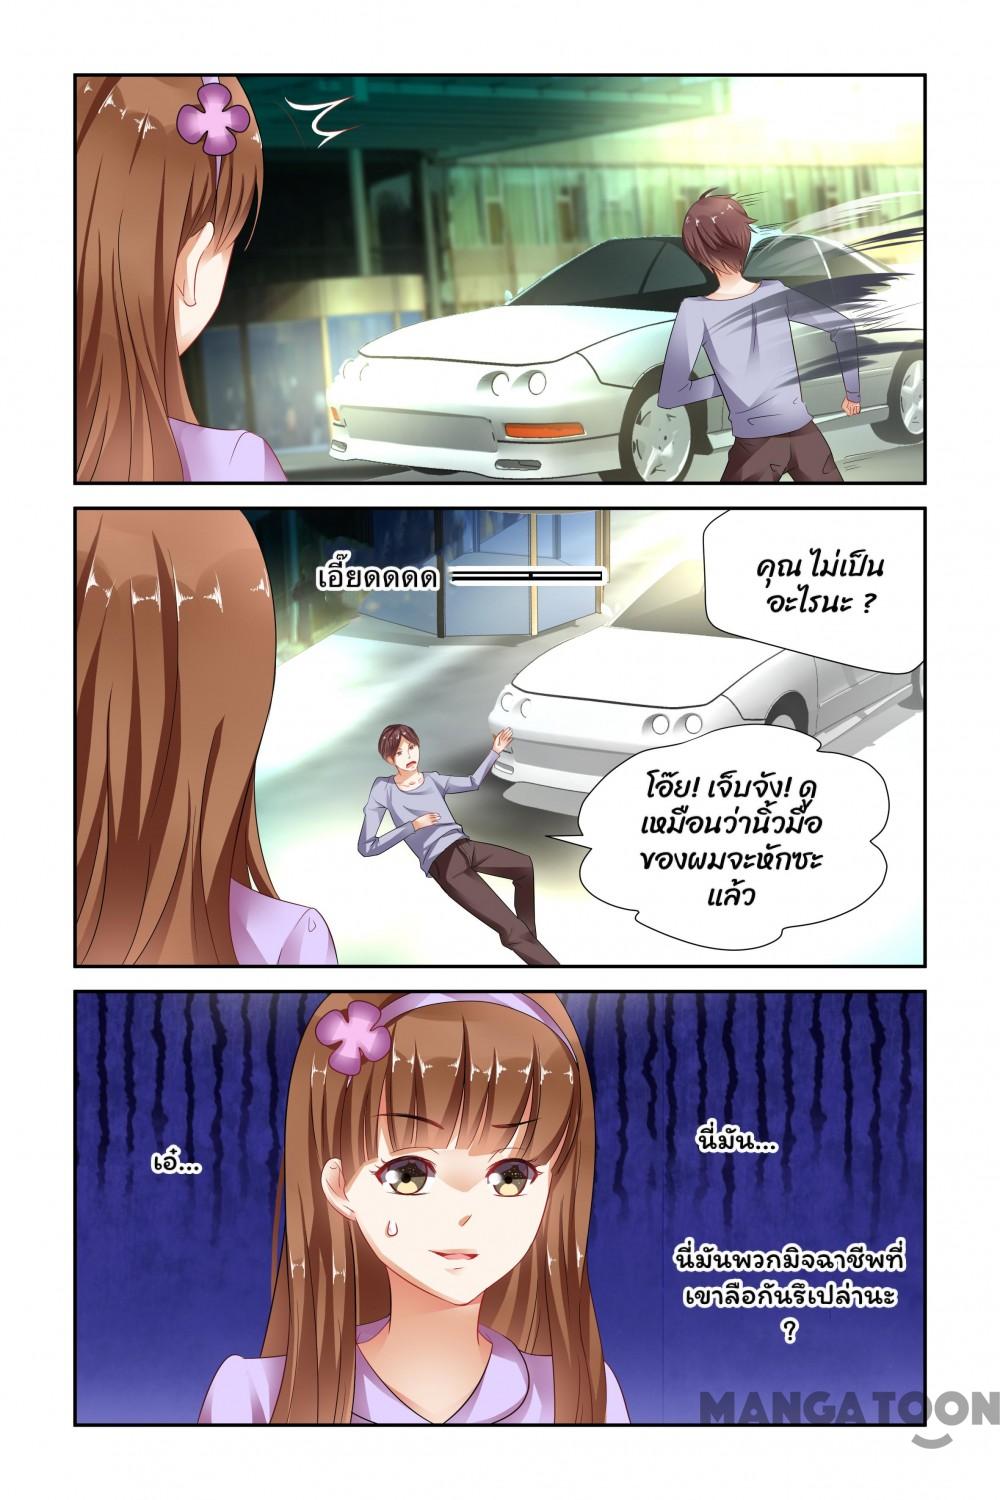 เอี๊ยดดดด
คุณ ไม่เป็น
อะไรนะ ?
โอ๊ย! เจ็บจัง! ดู
เหมือนว่านิ้วมือ
ของผมจะหักซะ
แล้ว
เอ๋...
นี่มัน...
นี่มันพวกมิจฉาชีพที่
เขาลือกันรึเปล่านะ
?
MANGATOON